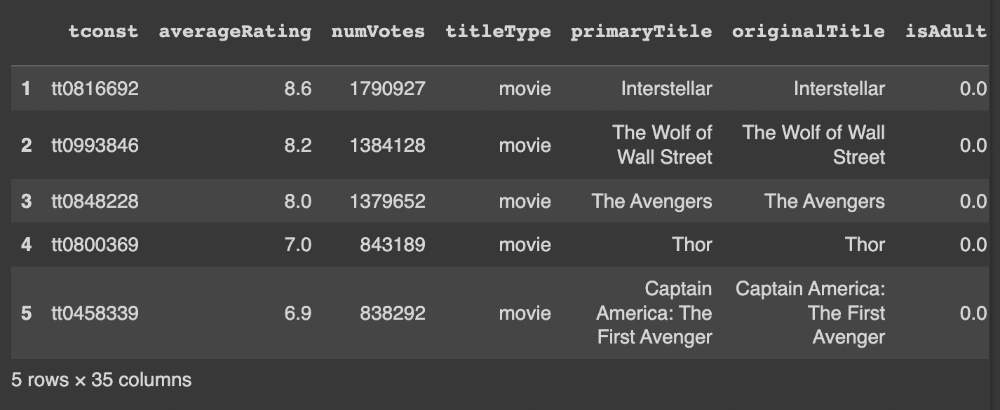 tconst averageRating numVotes titleType primaryTitle originalTitle isAdult
1 tt0816692 8.6 1790927 movie Interstellar Interstellar 0.0
The Wolf of The Wolf of Wall
2 tt0993846 8.2 1384128 movie 0.0
Wall Street Street
3 tt0848228 8.0 1379652 movie The Avengers The Avengers 0.0
4 tt0800369 7.0 843189 movie Thor Thor 0.0
Captain Captain America:
5 tt0458339 6.9 838292 movie America: The The First 0.0
First Avenger Avenger
5 rows × 35 columns